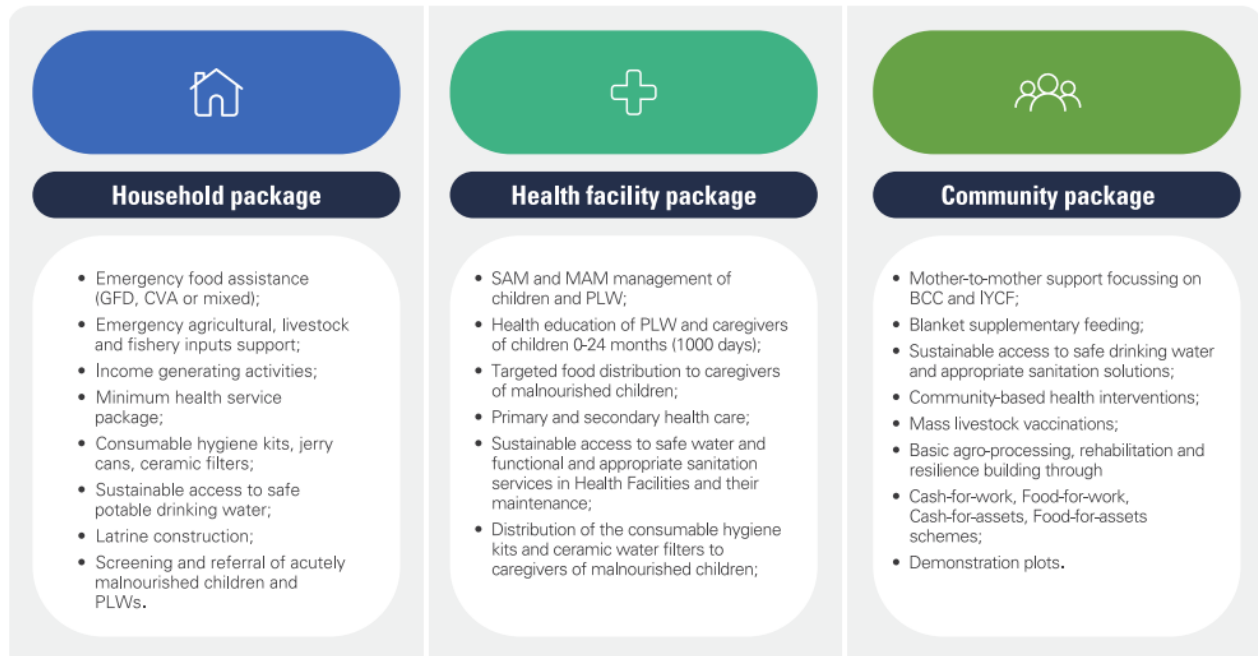 Household package
• Emergency food assistance
(GFD, CVA or mixed);
• Emergency agricultural, livestock
and fishery inputs support;
• Income generating activities;
• Minimum health service
package;
• Consumable hygiene kits, jerry
cans, ceramic filters;
• Sustainable access to safe
potable drinking water;
• Latrine construction;
• Screening and referral of acutely
malnourished children and
PLWs.
Health facility package
• SAM and MAM management of
children and PLW;
• Health education of PLW and caregivers
of children 0-24 months (1000 days);
• Targeted food distribution to caregivers
of malnourished children;
• Primary and secondary health care;
• Sustainable access to safe water and
functional and appropriate sanitation
services in Health Facilities and their
maintenance;
• Distribution of the consumable hygiene
kits and ceramic water filters to
caregivers of malnourished children;
Community package
• Mother-to-mother support focussing on
BCC and IYCF;
• Blanket supplementary feeding;
• Sustainable access to safe drinking water
and appropriate sanitation solutions;
• Community-based health interventions;
• Mass livestock vaccinations;
• Basic agro-processing, rehabilitation and
resilience building through
• Cash-for-work, Food-for-work,
Cash-for-assets, Food-for-assets
schemes;
• Demonstration plots.